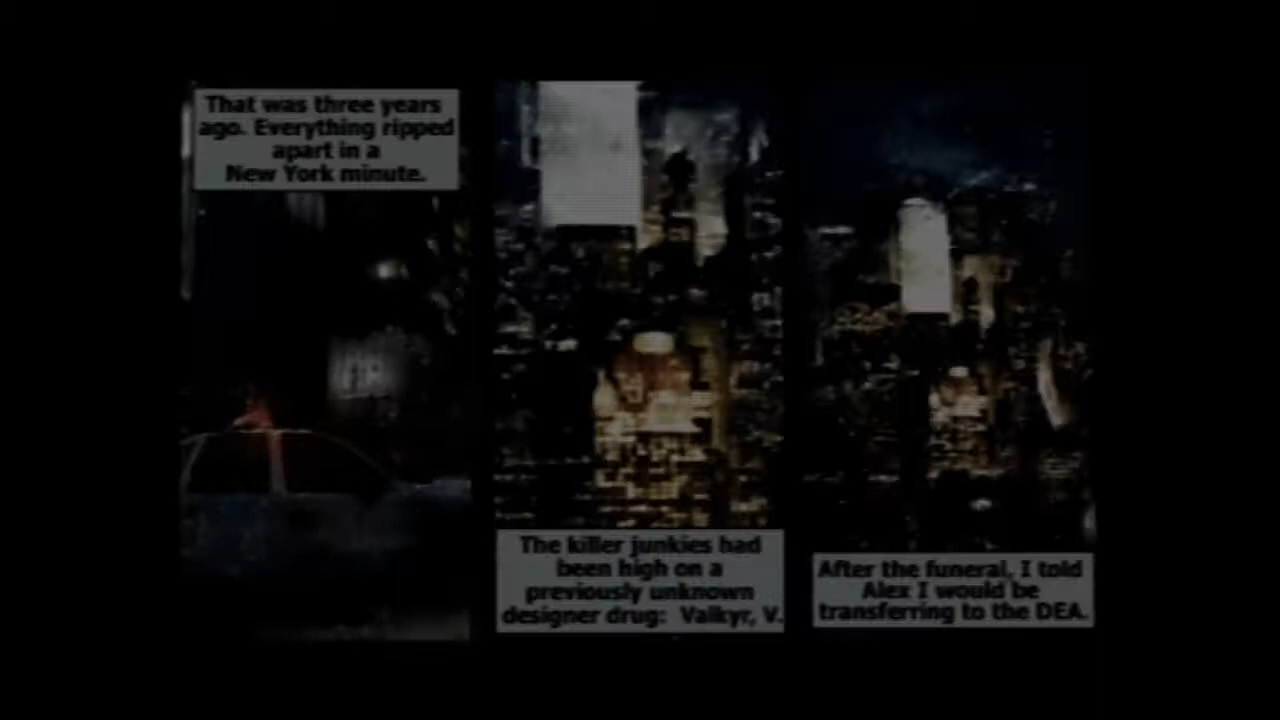 That was three years
ago. Everything ripped
apart in a
New York minute.
The killer junkies had
been high on a
previously unknown
designer drug: Valkyr, V.
After the funeral, I told
Alex I would be
transferring to the DEA.